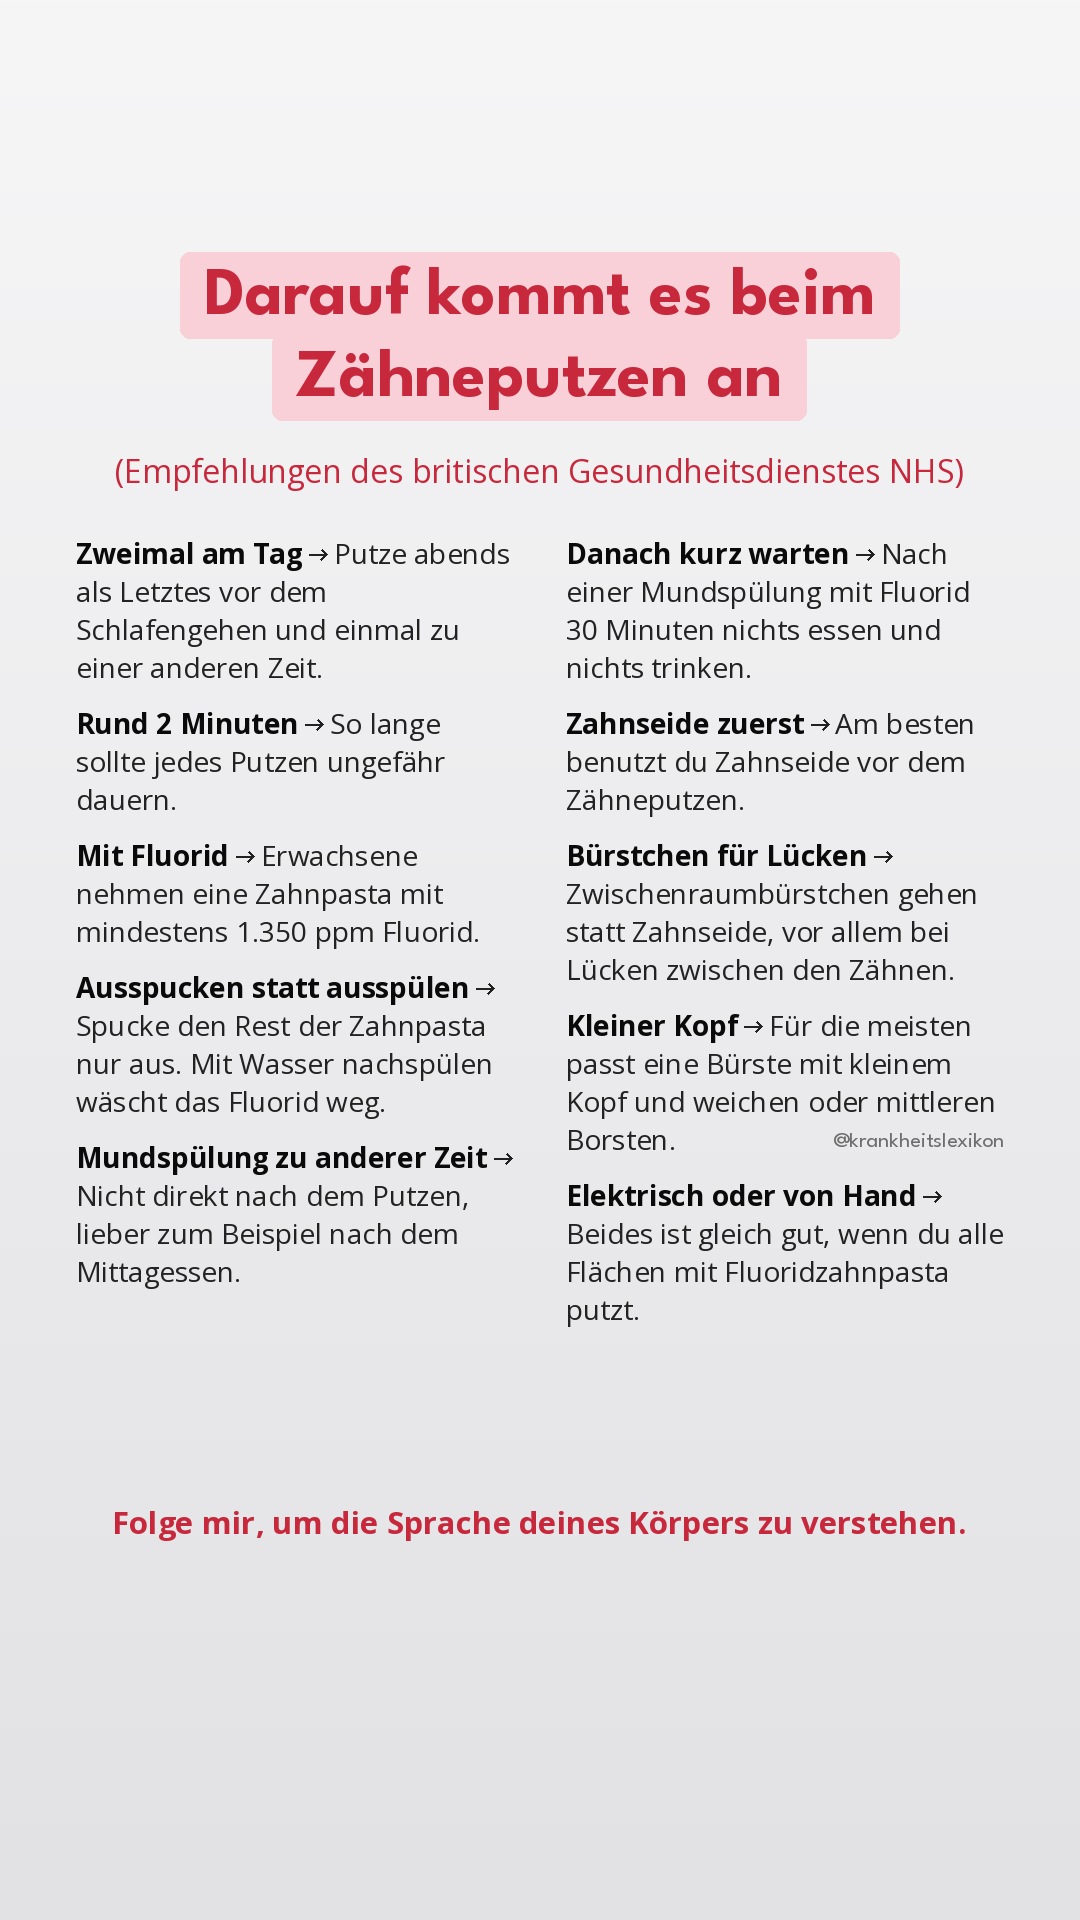 Darauf kommt es beim
Zähneputzen an
(Empfehlungen des britischen Gesundheitsdienstes NHS)
Zweimal am Tag → Putze abends
als Letztes vor dem
Schlafengehen und einmal zu
einer anderen Zeit.
Rund 2 Minuten → So lange
sollte jedes Putzen ungefähr
dauern.
Mit Fluorid → Erwachsene
nehmen eine Zahnpasta mit
mindestens 1.350 ppm Fluorid.
Ausspucken statt ausspülen →
Spucke den Rest der Zahnpasta
nur aus. Mit Wasser nachspülen
wäscht das Fluorid weg.
Mundspülung zu anderer Zeit →
Nicht direkt nach dem Putzen,
lieber zum Beispiel nach dem
Mittagessen.
Danach kurz warten → Nach
einer Mundspülung mit Fluorid
30 Minuten nichts essen und
nichts trinken.
Zahnseide zuerst → Am besten
benutzt du Zahnseide vor dem
Zähneputzen.
Bürstchen für Lücken →
Zwischenraumbürstchen gehen
statt Zahnseide, vor allem bei
Lücken zwischen den Zähnen.
Kleiner Kopf → Für die meisten
passt eine Bürste mit kleinem
Kopf und weichen oder mittleren
Borsten.
@krankheitslexikon
Elektrisch oder von Hand →
Beides ist gleich gut, wenn du alle
Flächen mit Fluoridzahnpasta
putzt.
Folge mir, um die Sprache deines Körpers zu verstehen.